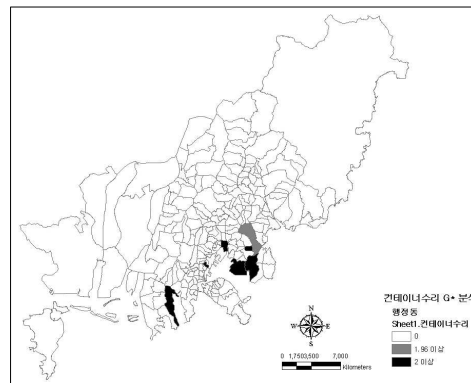 컨테이너수리 G* 분석
행정동
Sheet1.컨테이너수리
0
1.96 이상
2 이상
N
W
E
S
0 1,7503,500 7,000
Kilometers